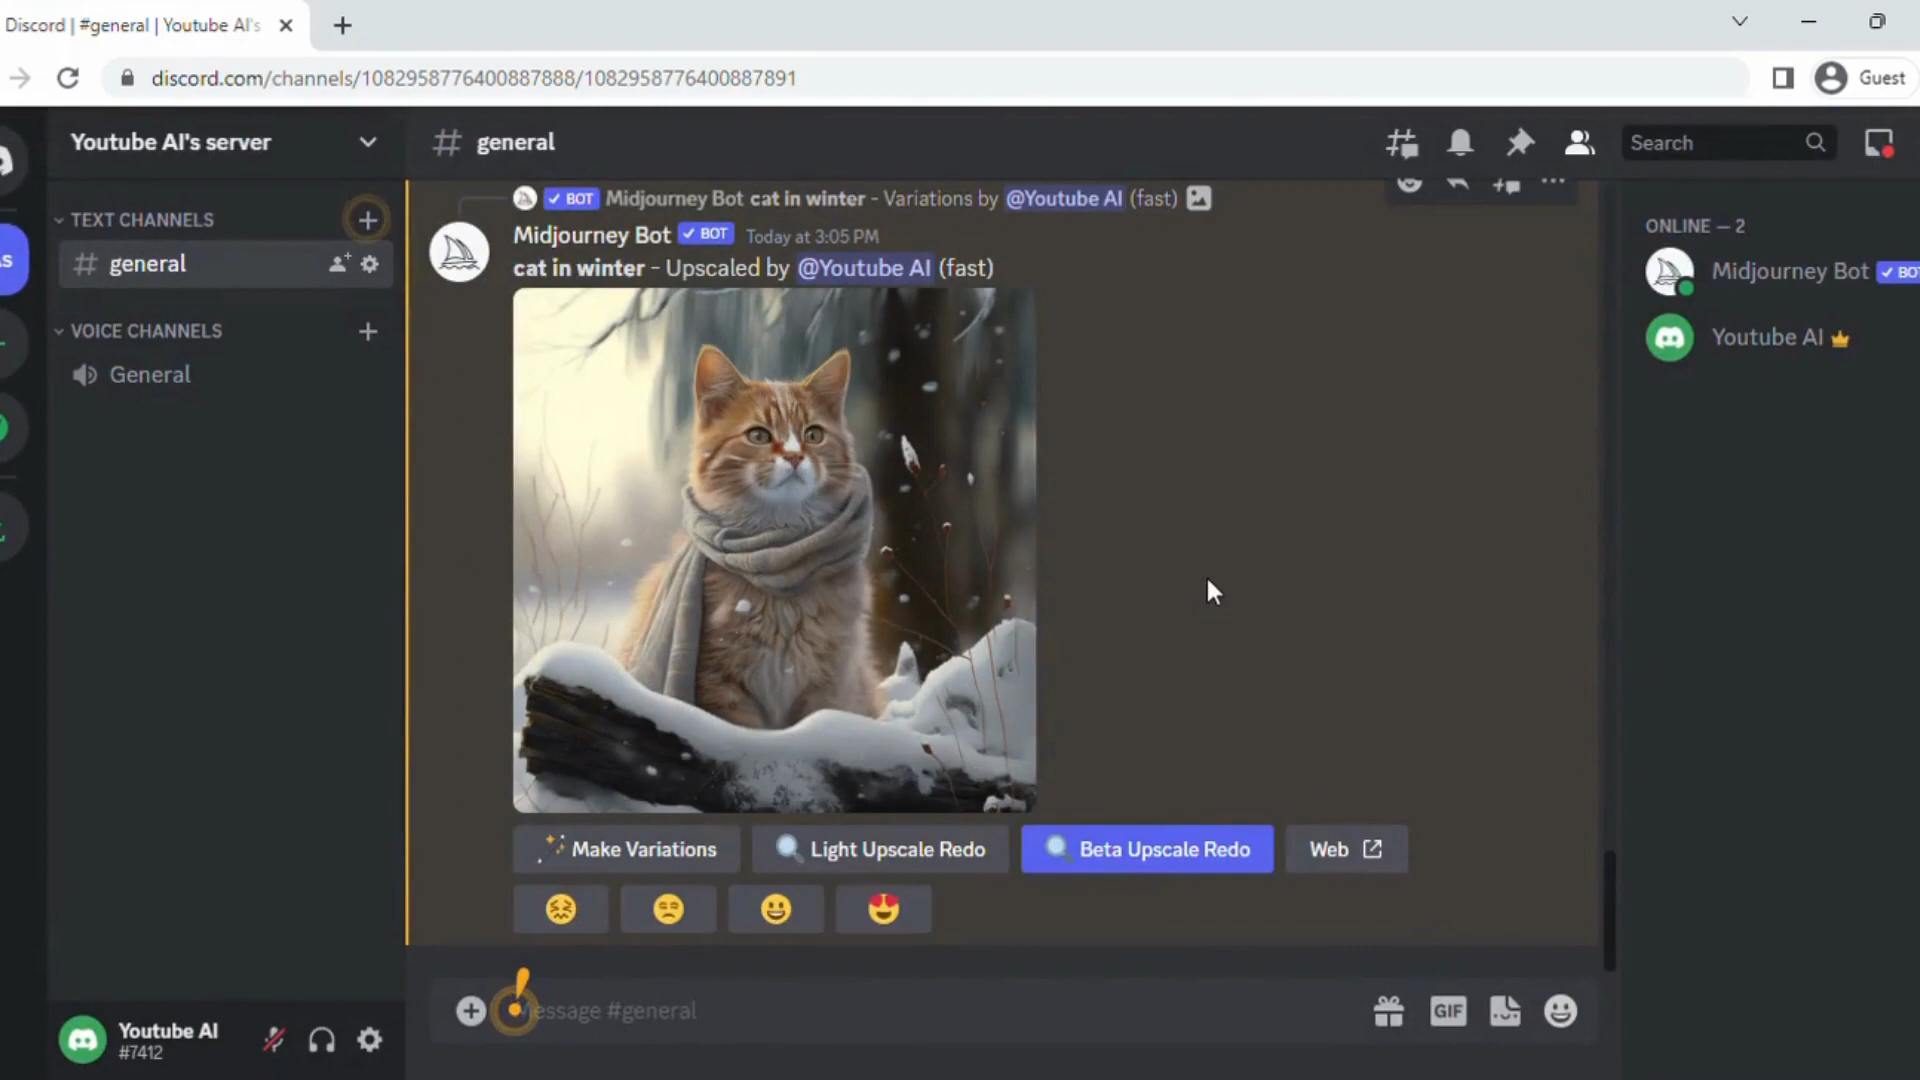 Discord | #general | Youtube AI's
discord.com/channels/1082958776400887888/1082958776400887891
Guest
Youtube AI's server
general
Search
TEXT CHANNELS
general
VOICE CHANNELS
General
BOT Midjourney Bot cat in winter - Variations by @Youtube AI (fast)
Midjourney Bot BOT Today at 3:05 PM
cat in winter - Upscaled by @Youtube AI (fast)
Make Variations
Light Upscale Redo
Beta Upscale Redo
Web
Message #general
GIF
Youtube AI
#7412
ONLINE — 2
Midjourney Bot
Youtube AI